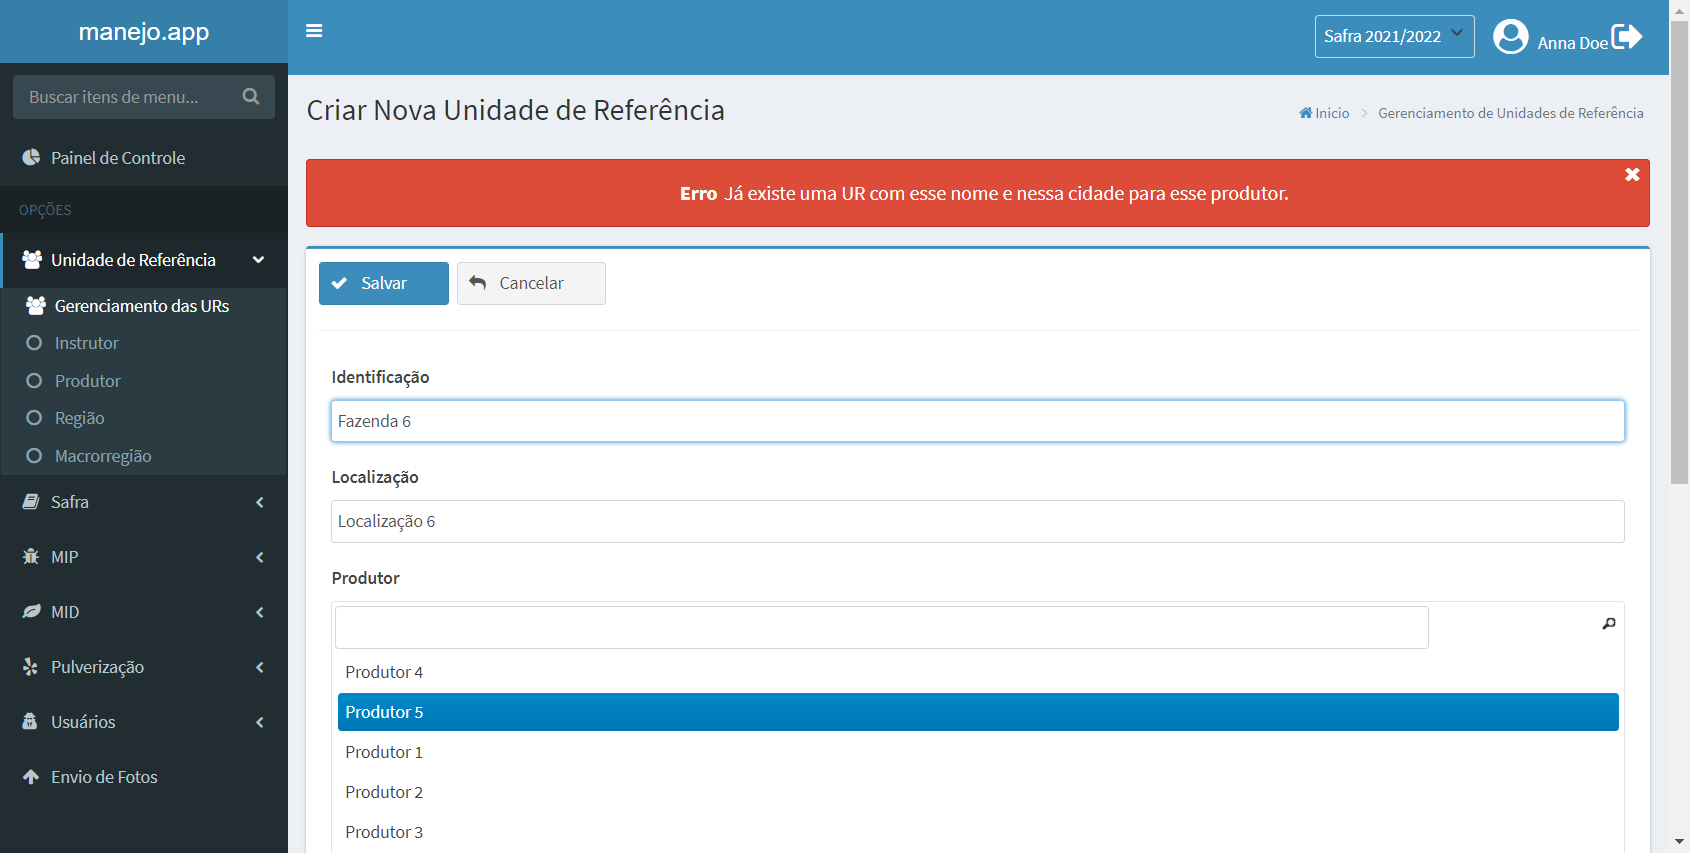 manejo.app
Safra 2021/2022
Anna Doe
Buscar itens de menu...
Painel de Controle
OPÇÕES
Unidade de Referência
Gerenciamento das URs
Instrutor
Produtor
Região
Macrorregião
Safra
MIP
MID
Pulverização
Usuários
Envio de Fotos
Criar Nova Unidade de Referência
Inicio > Gerenciamento de Unidades de Referência
Erro Já existe uma UR com esse nome e nessa cidade para esse produtor.
Salvar
Cancelar
Identificação
Fazenda 6
Localização
Localização 6
Produtor
Produtor 4
Produtor 5
Produtor 1
Produtor 2
Produtor 3